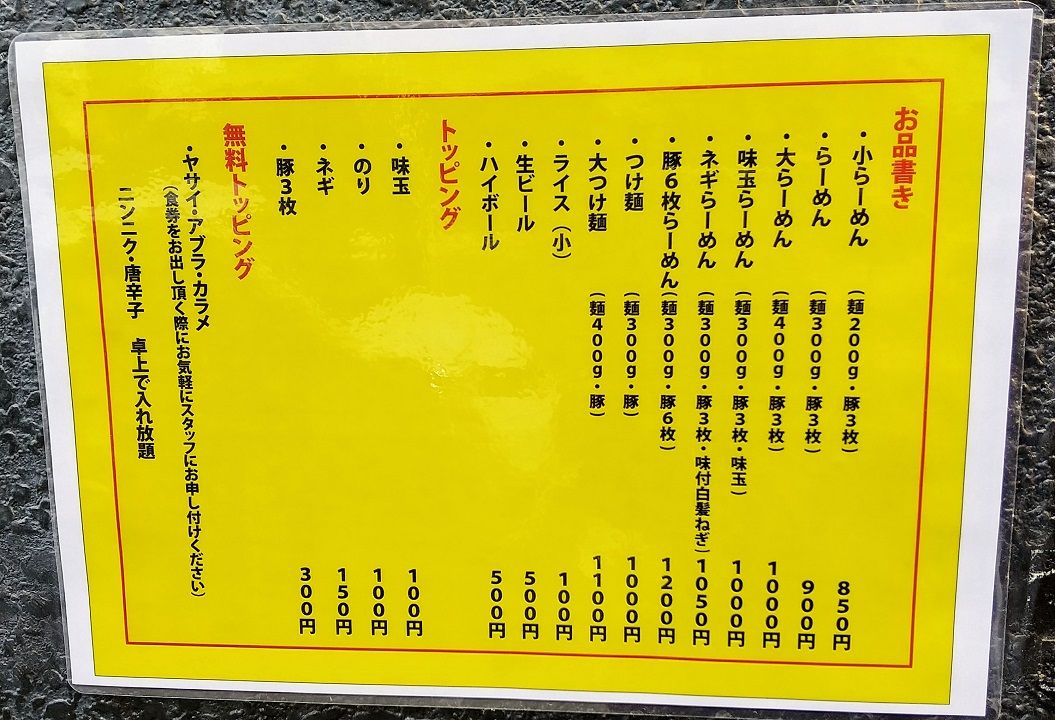 お品書き
・小らーめん（麺200g・豚3枚）850円
・らーめん（麺300g・豚3枚）900円
・大らーめん（麺400g・豚3枚）1000円
・味玉らーめん（麺300g・豚3枚・味玉）1000円
・ネギらーめん（麺300g・豚3枚・味付白髪ねぎ）1050円
・豚6枚らーめん（麺300g・豚6枚）1200円
・つけ麺（麺300g・豚）1000円
・大つけ麺（麺400g・豚）1100円
・ライス（小）100円
・生ビール 500円
・ハイボール 500円
トッピング
・味玉 100円
・のり 100円
・ネギ 150円
・豚3枚 300円
無料トッピング
・ヤサイ・アブラ・カラメ
（食券をお出し頂く際にお気軽にスタッフにお申し付けください）
ニンニク・唐辛子 卓上で入れ放題